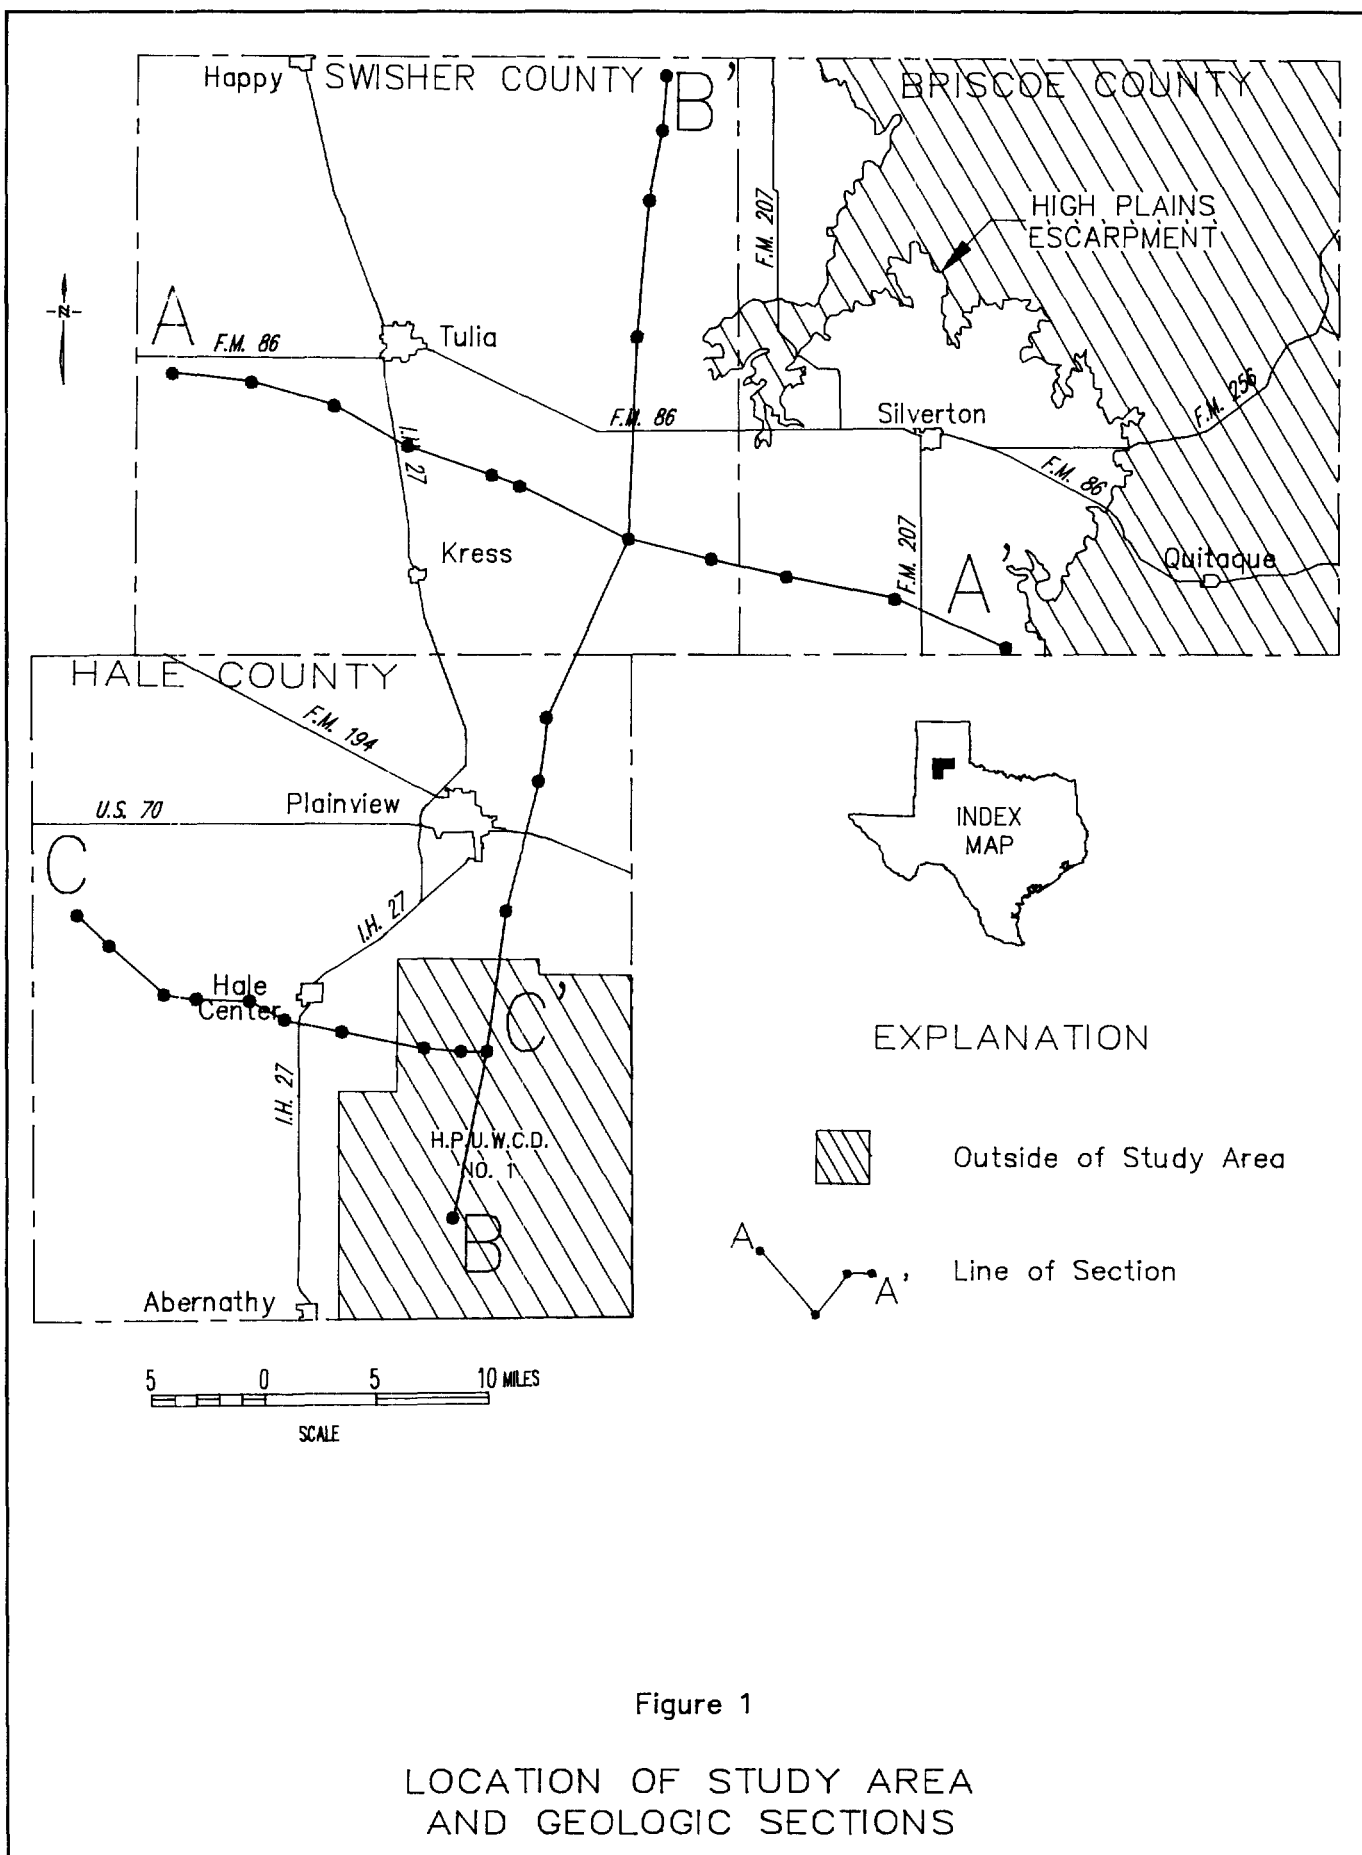 Happy
SWISHER COUNTY
B'
BRISCOE COUNTY
F.M. 207
HIGH PLAINS
ESCARPMENT
-N-
A
F.M. 86
Tulia
F.M. 86
Silverton
F.M. 256
I.H. 27
F.M. 86
Kress
F.M. 207
A'
Quitaque
HALE COUNTY
F.M. 194
U.S. 70
Plainview
INDEX
MAP
C
I.H. 27
Hale
Center
C'
EXPLANATION
I.H. 27
H.P.U.W.C.D.
NO. 1
Outside of Study Area
B
A
A'
Line of Section
Abernathy
5 0 5 10 MILES
SCALE
Figure 1
LOCATION OF STUDY AREA
AND GEOLOGIC SECTIONS